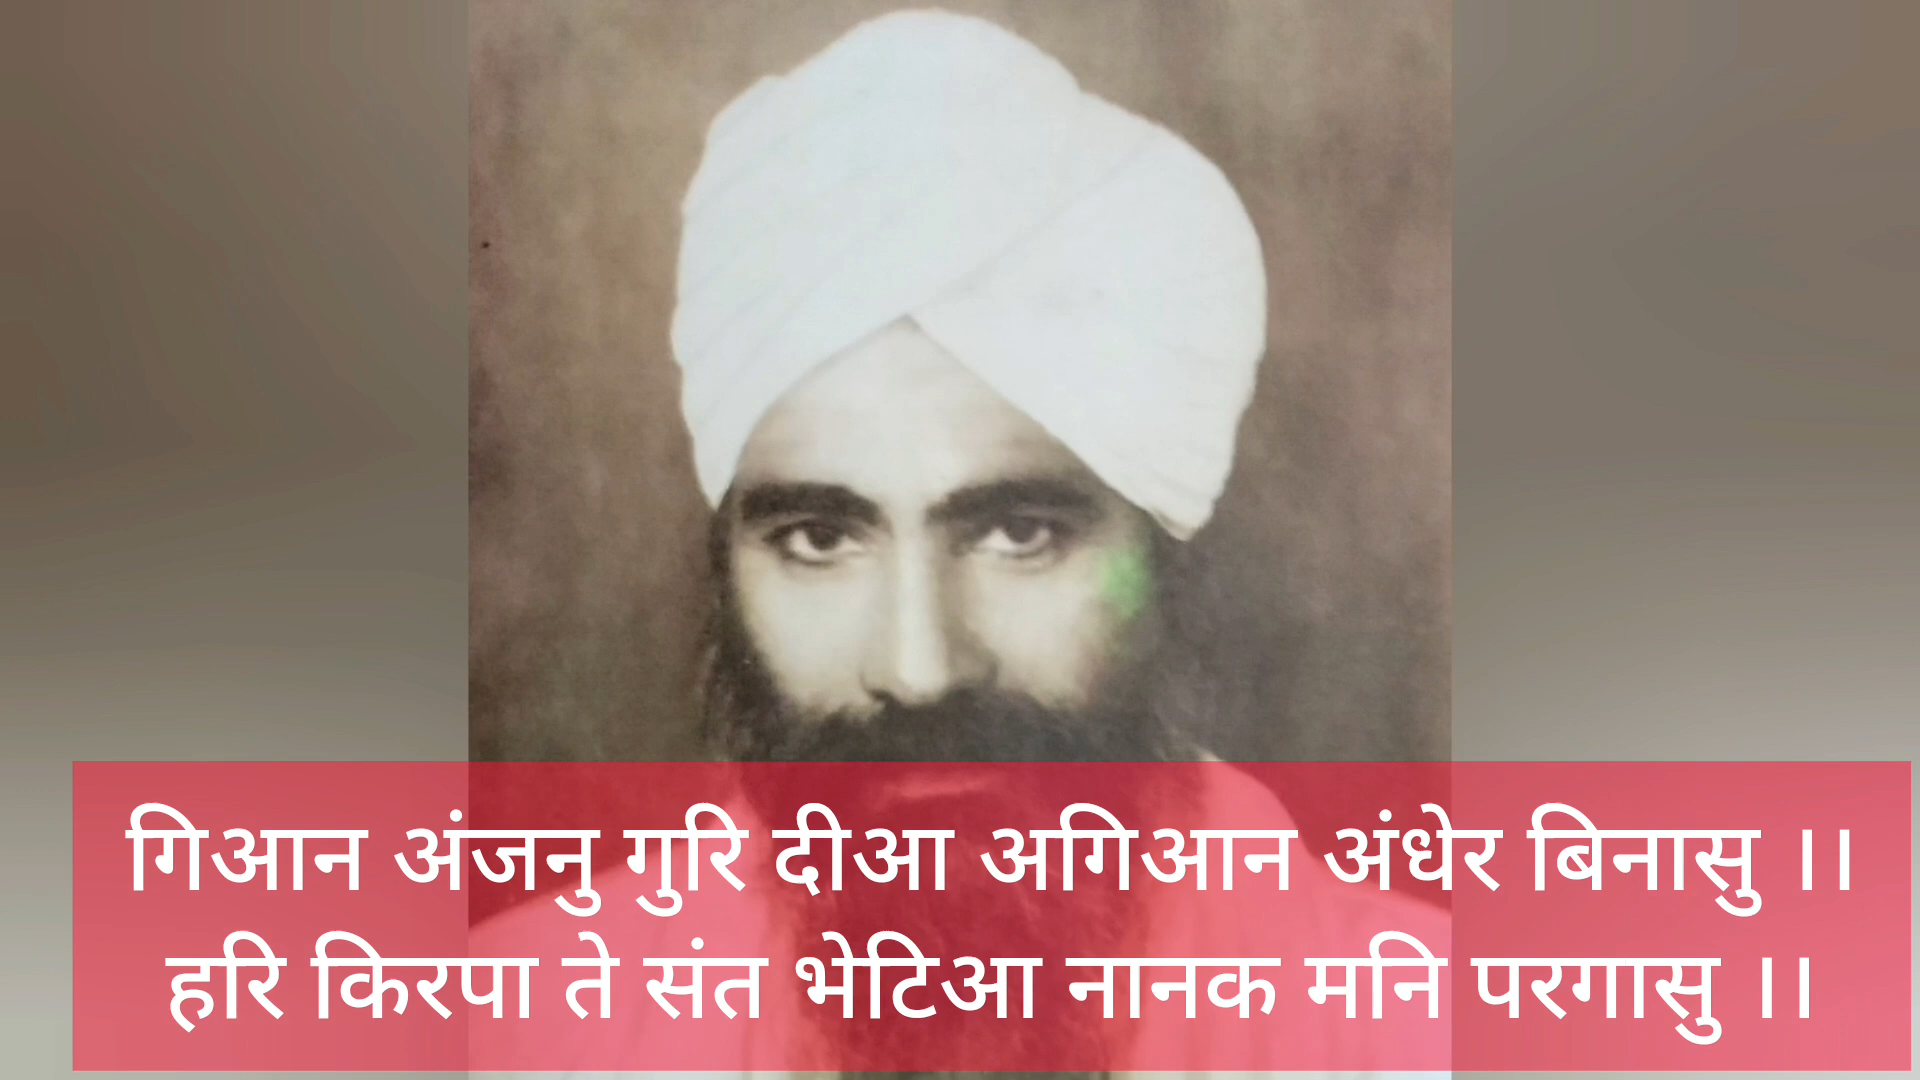 गिआन अंजनु गुरि दीआ अगिआन अंधेर बिनासु ।।
हरि किरपा ते संत भेटिआ नानक मनि परगासु ।।